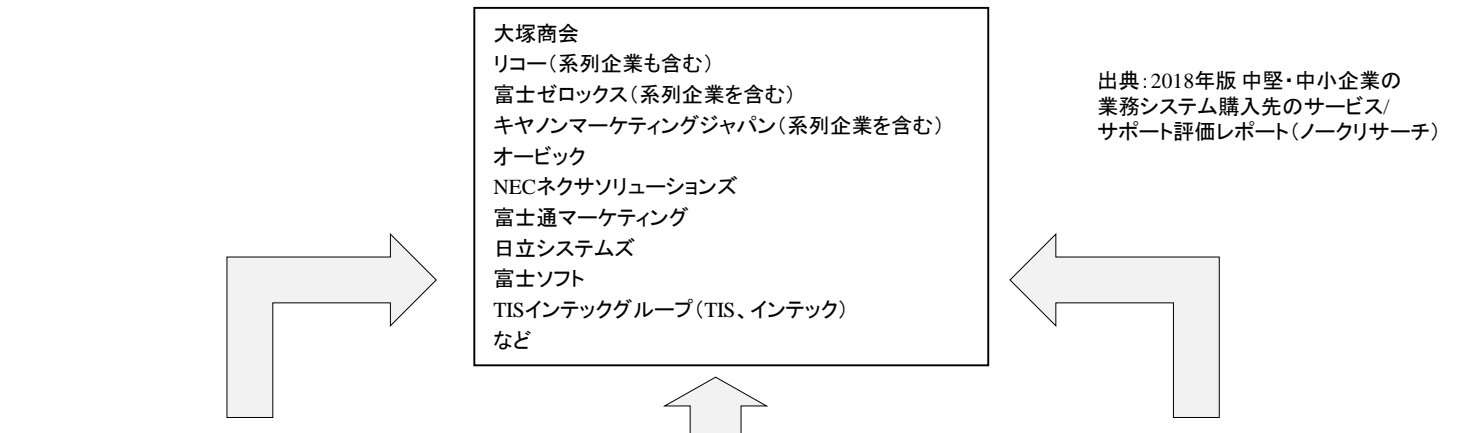 大塚商会
リコー(系列企業も含む)
富士ゼロックス(系列企業を含む)
キヤノンマーケティングジャパン(系列企業を含む)
オービック
NECネクサソリューションズ
富士通マーケティング
日立システムズ
富士ソフト
TISインテックグループ(TIS、インテック)
など
出典:2018年版 中堅・中小企業の
業務システム購入先のサービス/
サポート評価レポート(ノークリサーチ)